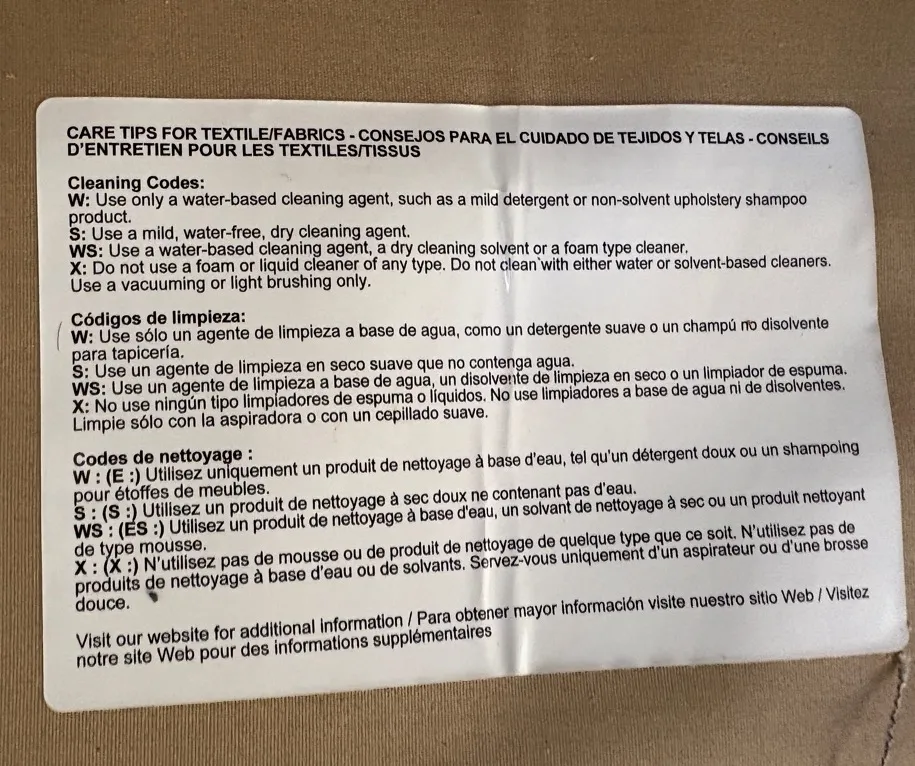 CARE TIPS FOR TEXTILE/FABRICS - CONSEJOS PARA EL CUIDADO DE TEJIDOS Y TELAS - CONSEILS
D'ENTRETIEN POUR LES TEXTILES/TISSUS
Cleaning Codes:
W: Use only a water-based cleaning agent, such as a mild detergent or non-solvent upholstery shampoo
product.
S: Use a mild, water-free, dry cleaning agent.
WS: Use a water-based cleaning agent, a dry cleaning solvent or a foam type cleaner.
X: Do not use a foam or liquid cleaner of any type. Do not clean with either water or solvent-based cleaners.
Use a vacuuming or light brushing only.
Códigos de limpieza:
W: Use sólo un agente de limpieza a base de agua, como un detergente suave o un champú no disolvente
para tapicería.
S: Use un agente de limpieza en seco suave que no contenga agua.
WS: Use un agente de limpieza a base de agua, un disolvente de limpieza en seco o un limpiador de espuma.
X: No use ningún tipo limpiadores de espuma o líquidos. No use limpiadores a base de agua ni de disolventes.
Limpie sólo con la aspiradora o con un cepillado suave.
Codes de nettoyage :
W : (E :) Utilisez uniquement un produit de nettoyage à base d'eau, tel qu'un détergent doux ou un shampoing
pour étoffes de meubles.
S : (S :) Utilisez un produit de nettoyage à sec doux ne contenant pas d'eau.
WS : (ES :) Utilisez un produit de nettoyage à base d'eau, un solvant de nettoyage à sec ou un produit nettoyant
de type mousse.
X : (X :) N'utilisez pas de mousse ou de produit de nettoyage de quelque type que ce soit. N'utilisez pas de
produits de nettoyage à base d'eau ou de solvants. Servez-vous uniquement d'un aspirateur ou d'une brosse
douce.
Visit our website for additional information / Para obtener mayor información visite nuestro sitio Web / Visitez
notre site Web pour des informations supplémentaires